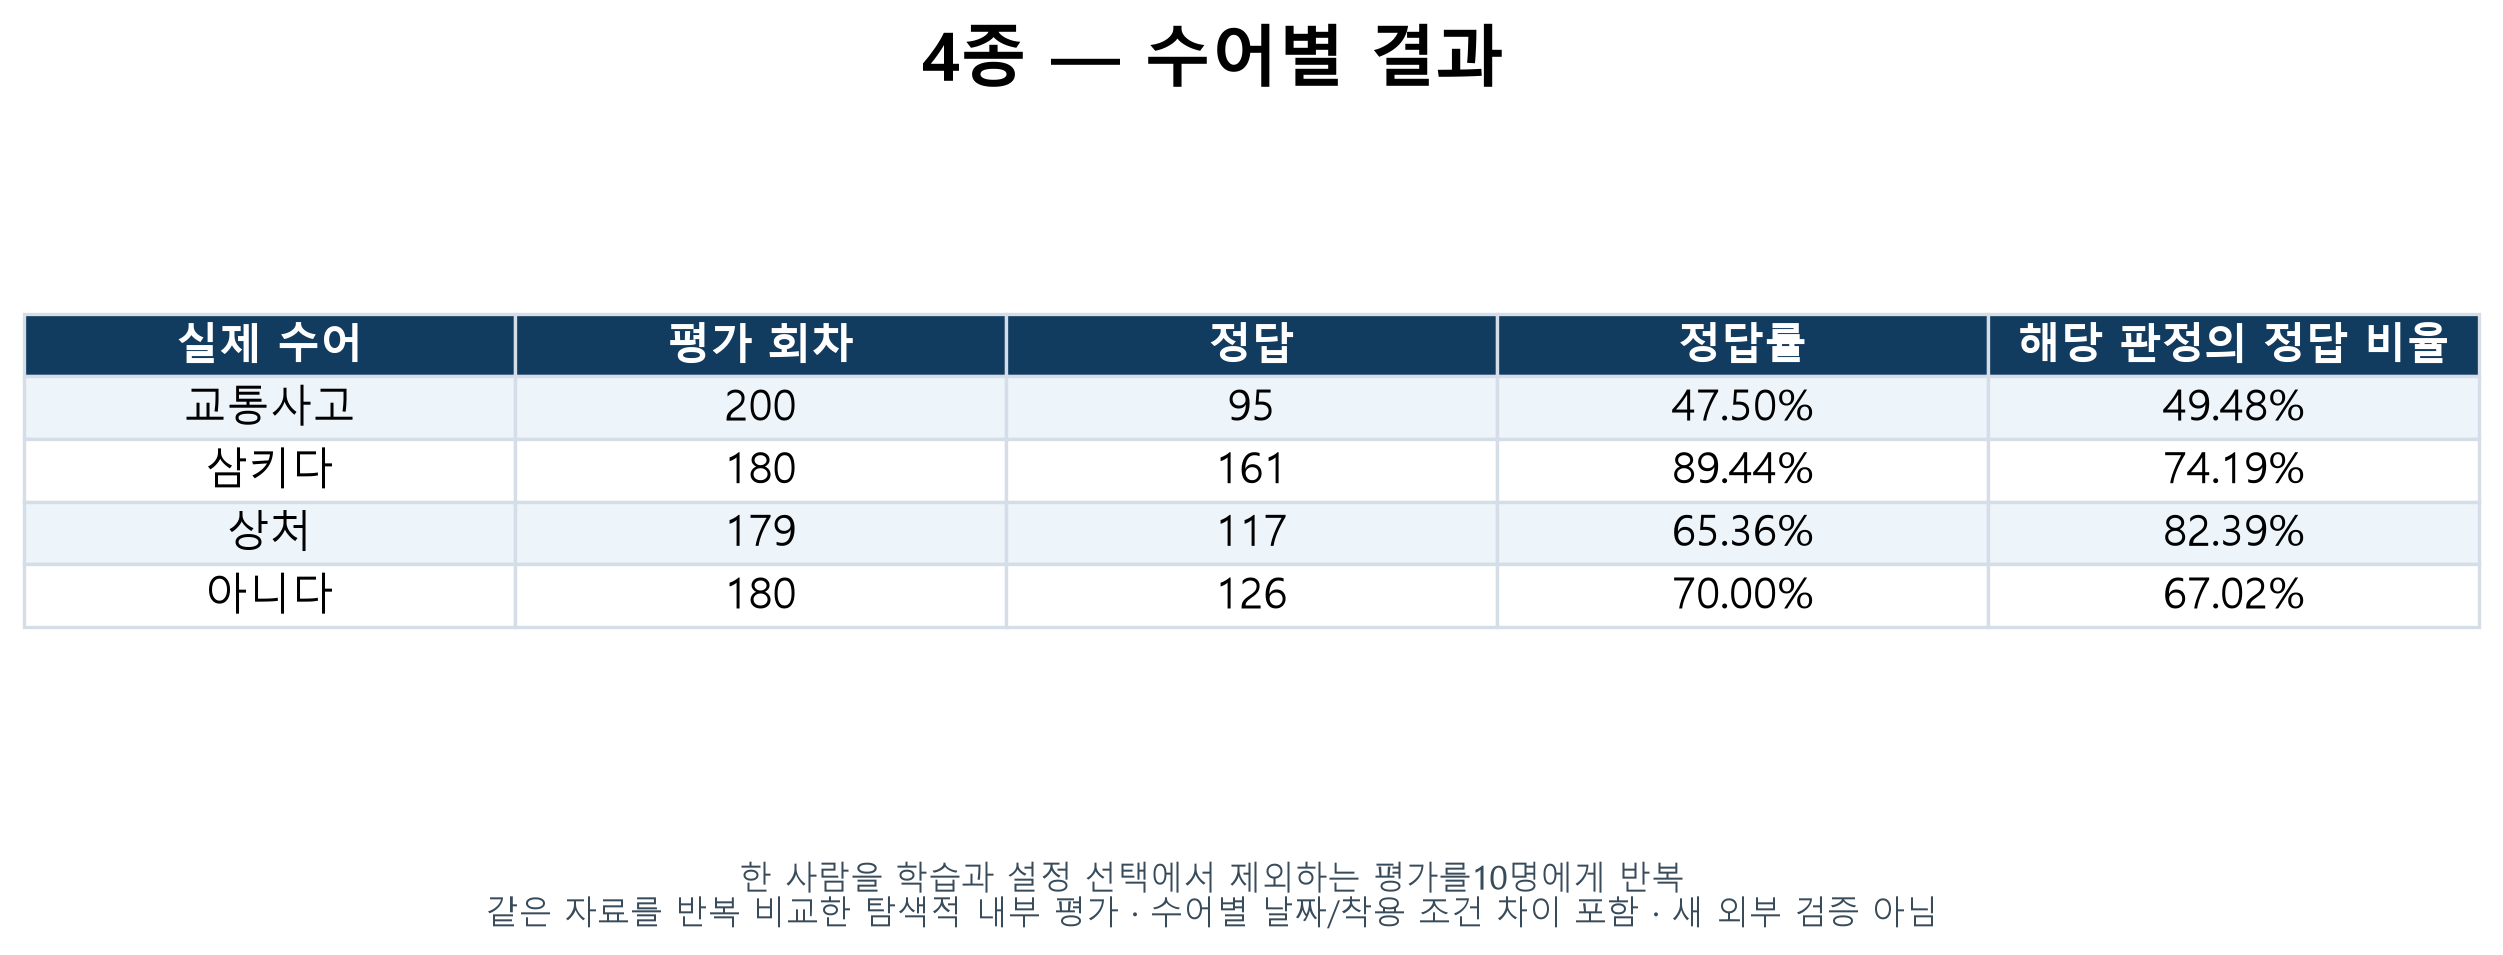 4종 — 수어별 결과
실제 수어 평가 횟수 정답 정답률 해당 판정의 정답 비율
교통사고 200 95 47.50% 49.48%
삼키다 180 161 89.44% 74.19%
상처 179 117 65.36% 82.39%
아니다 180 126 70.00% 67.02%
한 사람을 학습과 설정 선택에서 제외하는 평가를 10명에게 반복
같은 자료를 반복 비교한 탐색적 내부 평가 · 수어별 날짜/촬영 조건 차이 포함 · 새 외부 검증 아님